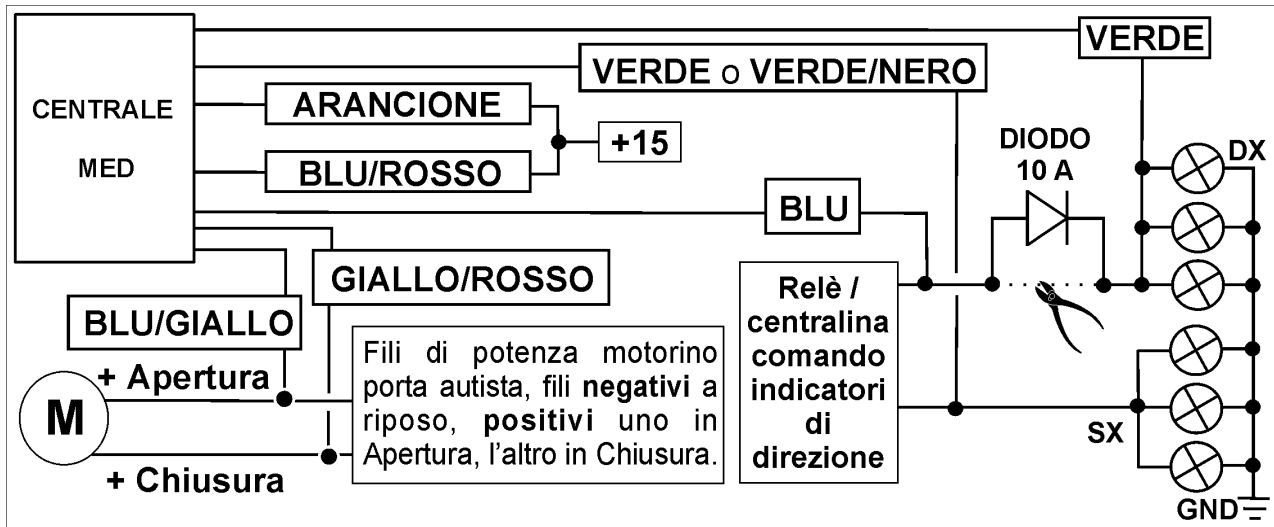 CENTRALE
MED
VERDE
VERDE o VERDE/NERO
ARANCIONE
BLU/ROSSO
+15
DIODO
10 A
DX
BLU
GIALLO/ROSSO
BLU/GIALLO
+ Apertura
M
+ Chiusura
Fili di potenza motorino
porta autista, fili negativi a
riposo, positivi uno in
Apertura, l'altro in Chiusura.
Relè /
centralina
comando
indicatori
di
direzione
SX
GND